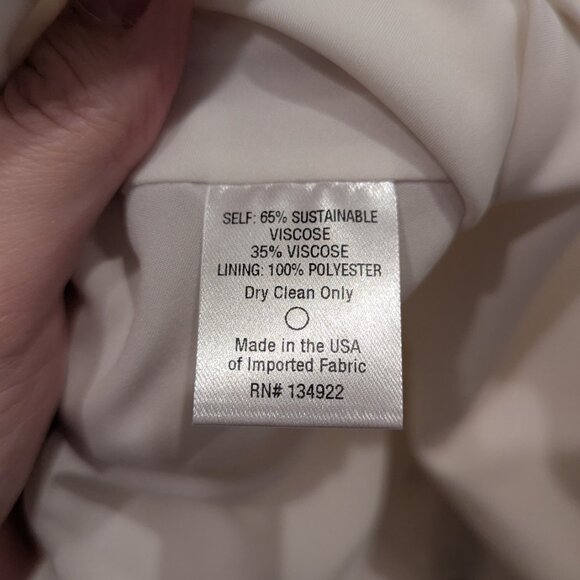 SELF: 65% SUSTAINABLE
VISCOSE
35% VISCOSE
LINING: 100% POLYESTER
Dry Clean Only
Made in the USA
of Imported Fabric
RN# 134922